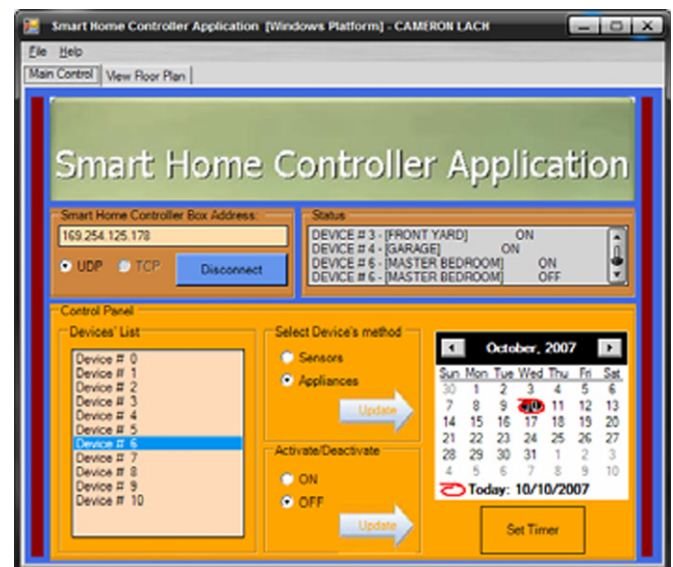 Smart Home Controller Application [Windows Platform] - CAMERON LACH
File Help
Main Control View Floor Plan
Smart Home Controller Application
Smart Home Controller Box Address:
169.254.125.178
UDP TCP Disconnect
Status
DEVICE # 3 - [FRONT YARD] ON
DEVICE # 4 - [GARAGE] ON
DEVICE # 6 - [MASTER BEDROOM] ON
DEVICE # 6 - [MASTER BEDROOM] OFF
Control Panel
Devices' List
Device # 0
Device # 1
Device # 2
Device # 3
Device # 4
Device # 5
Device # 6
Device # 7
Device # 8
Device # 9
Device # 10
Select Device's method
Sensors
Appliances
Update
Activate/Deactivate
ON
OFF
Update
October, 2007
Sun Mon Tue Wed Thu Fri Sat
30 1 2 3 4 5 6
7 8 9 10 11 12 13
14 15 16 17 18 19 20
21 22 23 24 25 26 27
28 29 30 31 1 2 3
4 5 6 7 8 9 10
Today: 10/10/2007
Set Timer